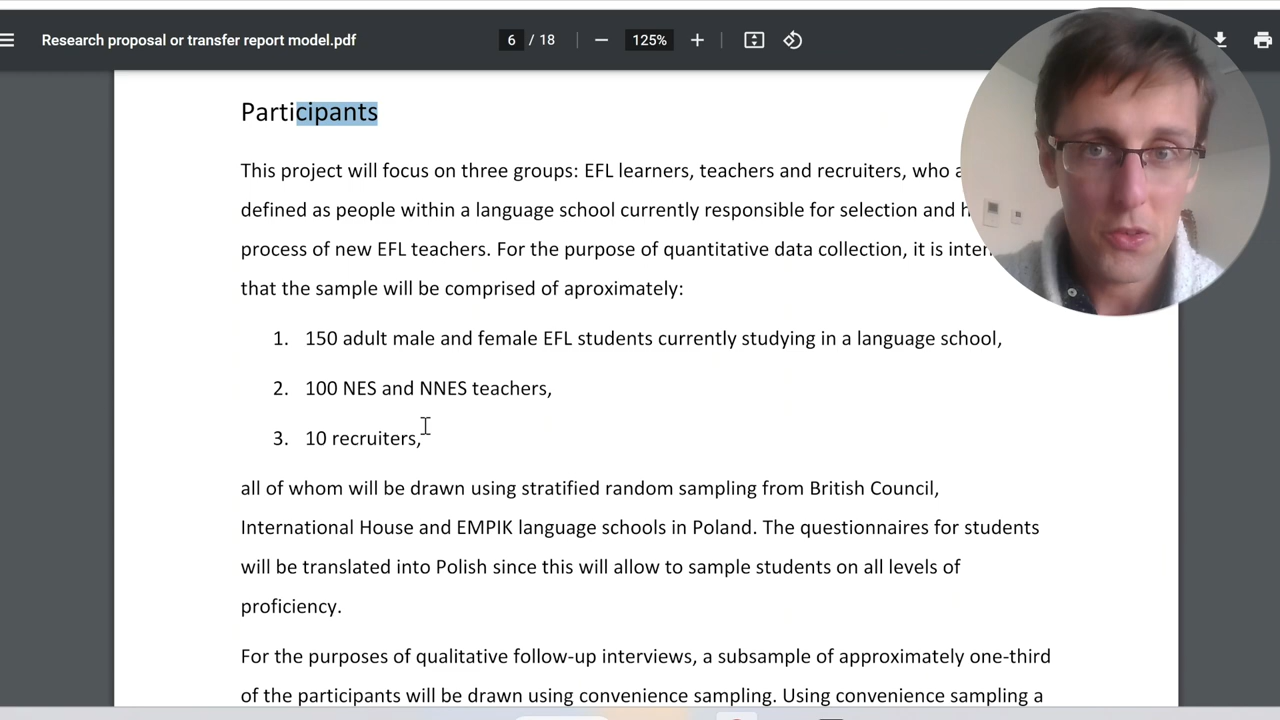 Research proposal or transfer report model.pdf 6 / 18 125%
Participants
This project will focus on three groups: EFL learners, teachers and recruiters, who
defined as people within a language school currently responsible for selection and
process of new EFL teachers. For the purpose of quantitative data collection, it is
that the sample will be comprised of aproximately:
1. 150 adult male and female EFL students currently studying in a language school,
2. 100 NES and NNES teachers,
3. 10 recruiters,
all of whom will be drawn using stratified random sampling from British Council,
International House and EMPIK language schools in Poland. The questionnaires for students
will be translated into Polish since this will allow to sample students on all levels of
proficiency.
For the purposes of qualitative follow-up interviews, a subsample of approximately one-third
of the participants will be drawn using convenience sampling. Using convenience sampling a